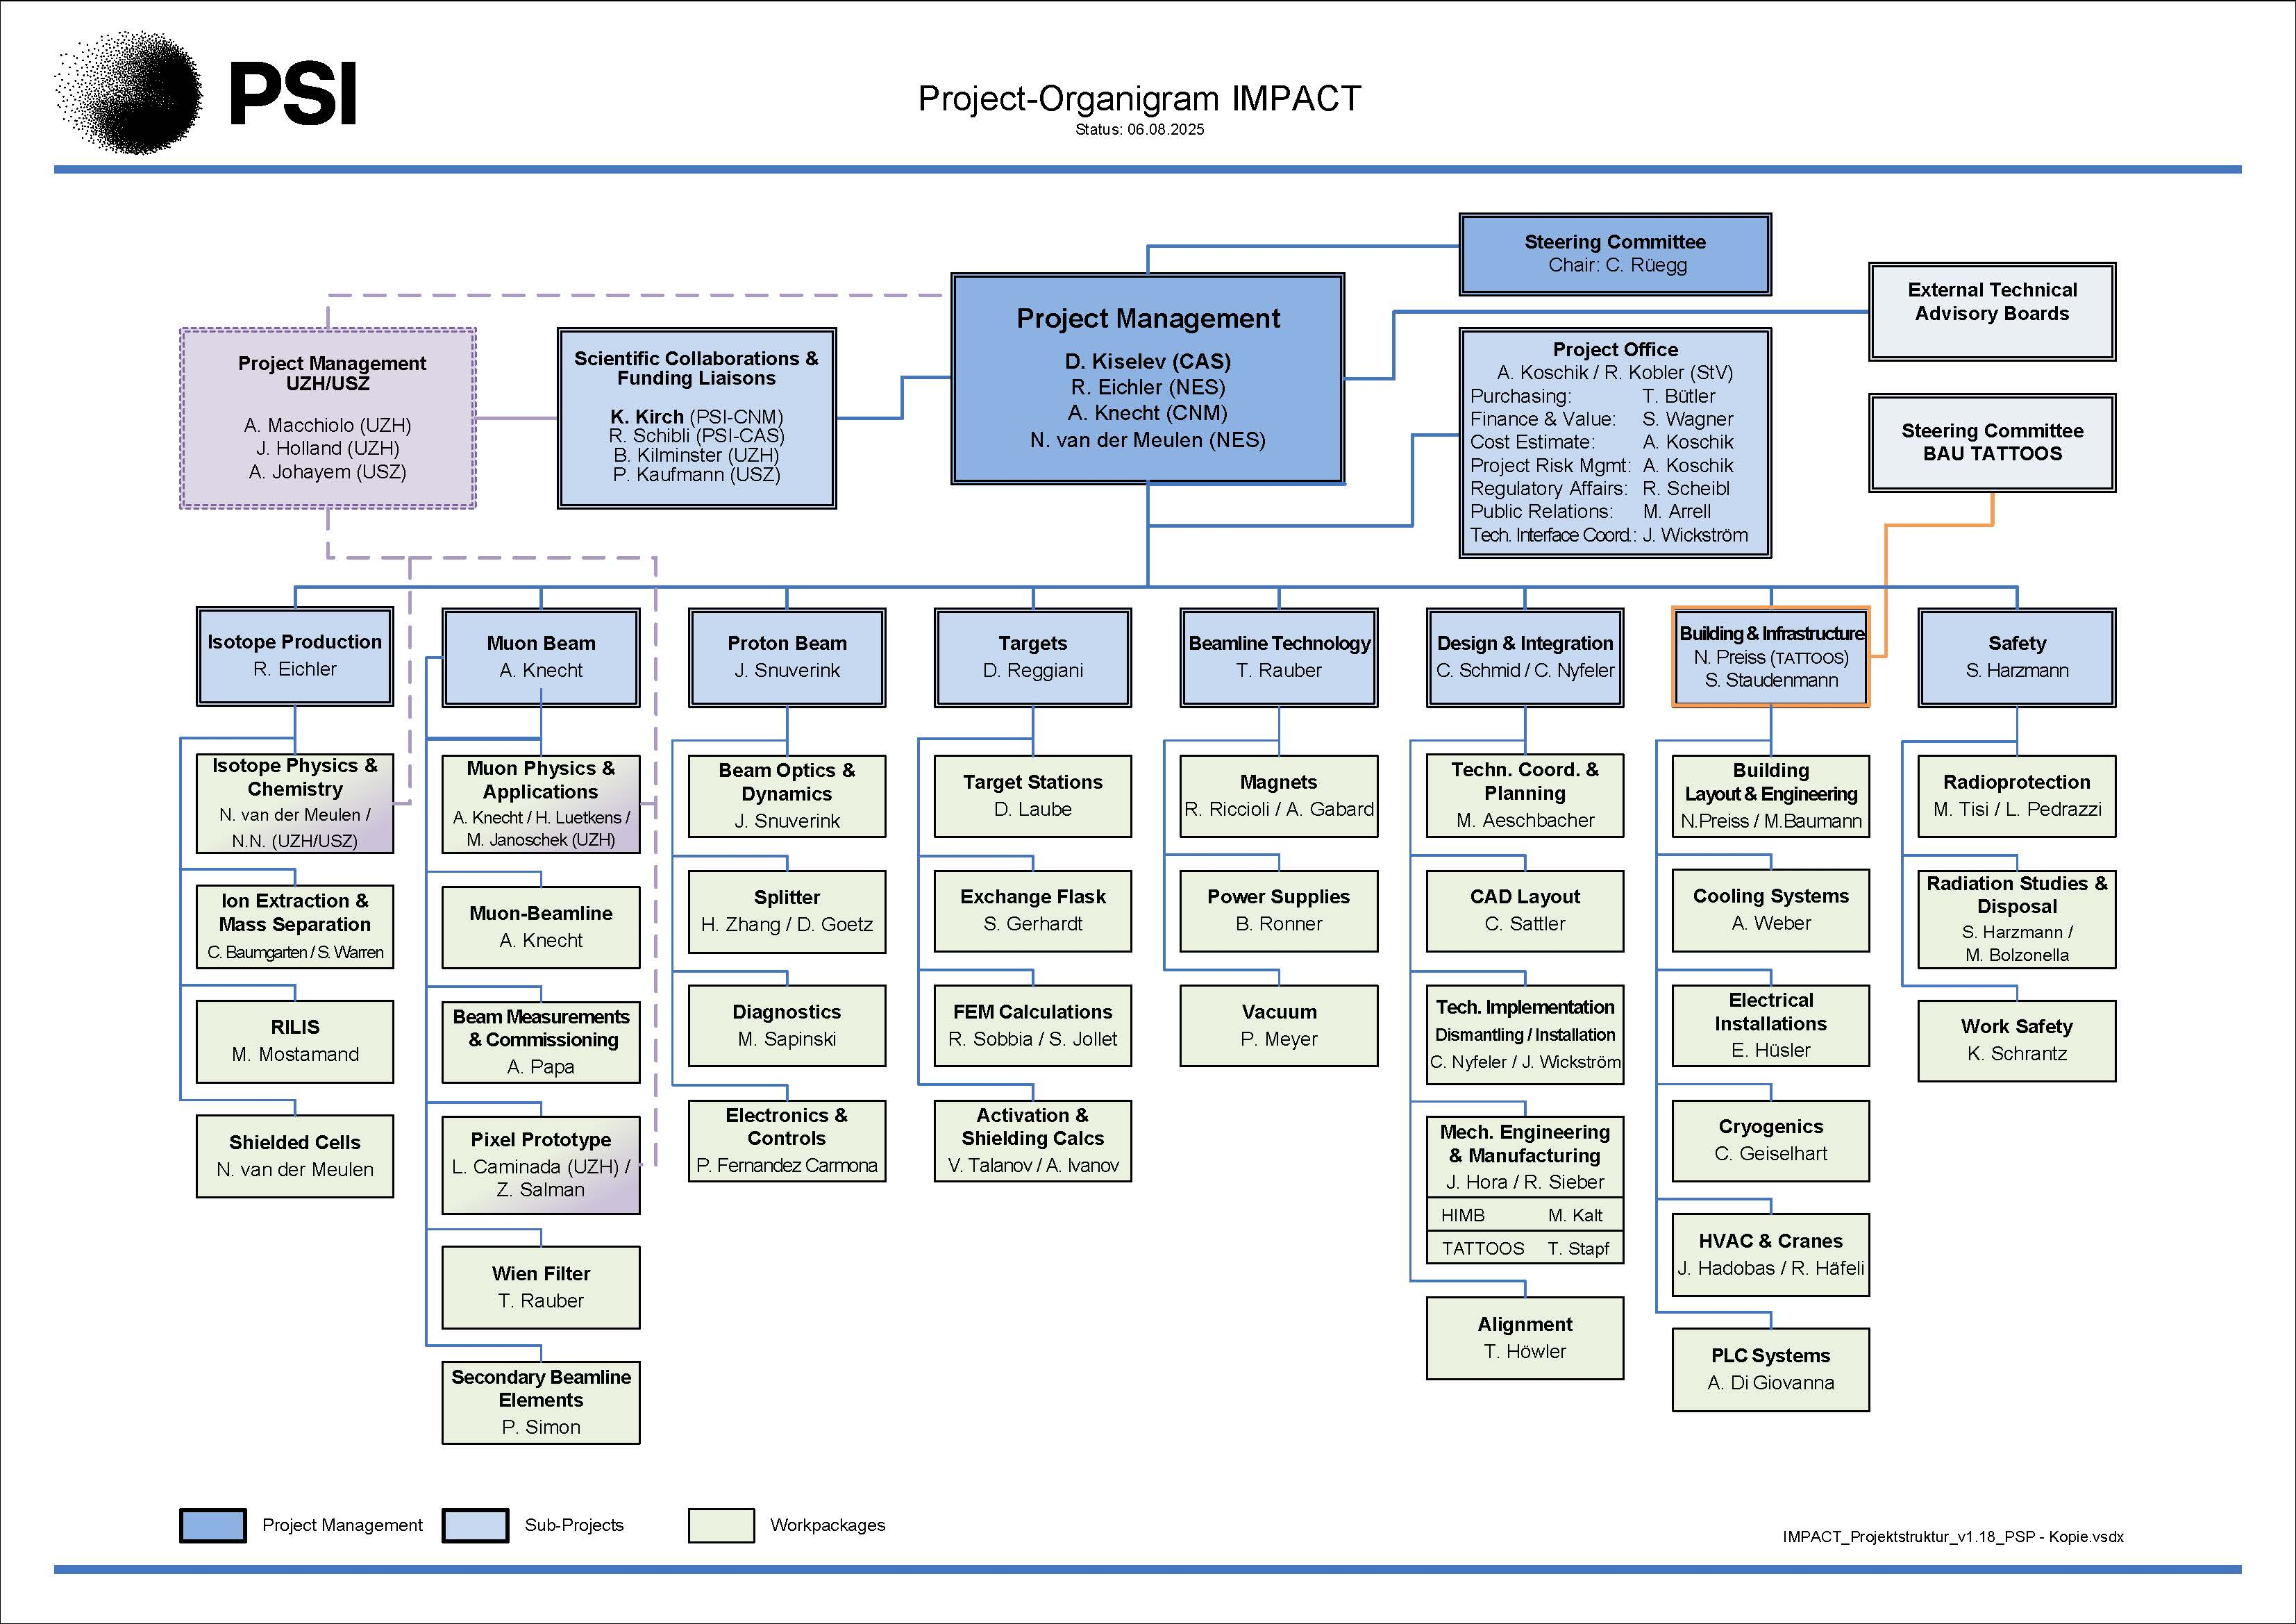 PSI
Project-Organigram IMPACT
Status: 06.08.2025
Steering Committee
Chair: C. Rüegg
External Technical
Advisory Boards
Project Management
D. Kiselev (CAS)
R. Eichler (NES)
A. Knecht (CNM)
N. van der Meulen (NES)
Project Management
UZH/USZ
A. Macchiolo (UZH)
J. Holland (UZH)
A. Johayem (USZ)
Scientific Collaborations &
Funding Liaisons
K. Kirch (PSI-CNM)
R. Schibli (PSI-CAS)
B. Kilminster (UZH)
P. Kaufmann (USZ)
Project Office
A. Koschik / R. Kobler (StV)
Purchasing: T. Bütler
Finance & Value: S. Wagner
Cost Estimate: A. Koschik
Project Risk Mgmt: A. Koschik
Regulatory Affairs: R. Scheibl
Public Relations: M. Arrell
Tech. Interface Coord.: J. Wickström
Steering Committee
BAU TATTOOS
Isotope Production
R. Eichler
Muon Beam
A. Knecht
Proton Beam
J. Snuverink
Targets
D. Reggiani
Beamline Technology
T. Rauber
Design & Integration
C. Schmid / C. Nyfeler
Building & Infrastructure
N. Preiss (TATTOOS)
S. Staudenmann
Safety
S. Harzmann
Isotope Physics &
Chemistry
N. van der Meulen /
N.N. (UZH/USZ)
Ion Extraction &
Mass Separation
C. Baumgarten / S. Warren
RILIS
M. Mostamand
Shielded Cells
N. van der Meulen
Muon Physics &
Applications
A. Knecht / H. Luetkens /
M. Janoschek (UZH)
Muon-Beamline
A. Knecht
Beam Measurements
& Commissioning
A. Papa
Pixel Prototype
L. Caminada (UZH) /
Z. Salman
Wien Filter
T. Rauber
Secondary Beamline
Elements
P. Simon
Beam Optics &
Dynamics
J. Snuverink
Splitter
H. Zhang / D. Goetz
Diagnostics
M. Sapinski
Electronics &
Controls
P. Fernandez Carmona
Target Stations
D. Laube
Exchange Flask
S. Gerhardt
FEM Calculations
R. Sobbia / S. Jollet
Activation &
Shielding Calcs
V. Talanov / A. Ivanov
Magnets
R. Riccioli / A. Gabard
Power Supplies
B. Ronner
Vacuum
P. Meyer
Techn. Coord. &
Planning
M. Aeschbacher
CAD Layout
C. Sattler
Tech. Implementation
Dismantling / Installation
C. Nyfeler / J. Wickström
Mech. Engineering
& Manufacturing
J. Hora / R. Sieber
HIMB M. Kalt
TATTOOS T. Stapf
Alignment
T. Höwler
Building
Layout & Engineering
N.Preiss / M.Baumann
Cooling Systems
A. Weber
Electrical
Installations
E. Hüsler
Cryogenics
C. Geiselhart
HVAC & Cranes
J. Hadobas / R. Häfeli
PLC Systems
A. Di Giovanna
Radioprotection
M. Tisi / L. Pedrazzi
Radiation Studies &
Disposal
S. Harzmann /
M. Bolzonella
Work Safety
K. Schrantz
Project Management
Sub-Projects
Workpackages
IMPACT_Projektstruktur_v1.18_PSP - Kopie.vsdx